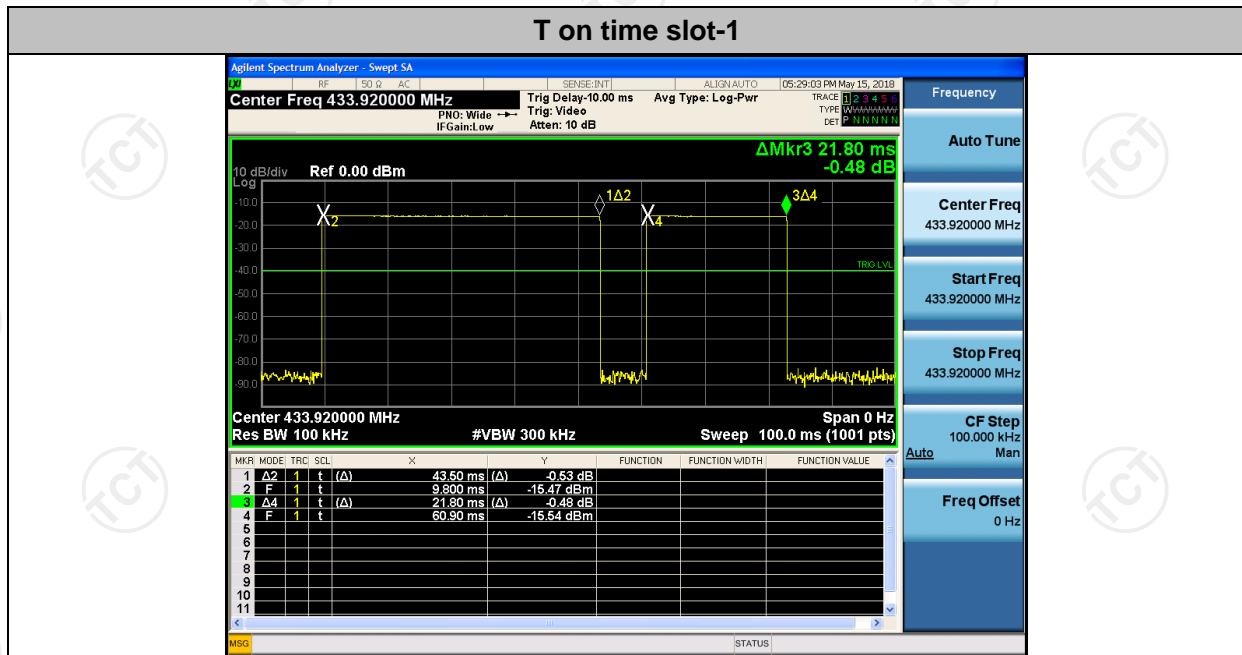 T on time slot-1
Agilent Spectrum Analyzer - Swept SA
RF 50 Ω AC SENSE:INT ALIGN AUTO 05:29:03 PM May 15, 2018
Center Freq 433.920000 MHz Trig Delay-10.00 ms Avg Type: Log-Pwr TRACE 1 2 3 4 5 6
PNO: Wide Trig: Video TYPE WWWWWW
IFGain:Low Atten: 10 dB DET P N N N N N
ΔMkr3 21.80 ms
10 dB/div Ref 0.00 dBm -0.48 dB
Log
-10.0
-20.0
-30.0
-40.0
-50.0
-60.0
-70.0
-80.0
-90.0
2 1Δ2 4 3Δ4
TRIG LVL
Center 433.920000 MHz Span 0 Hz
Res BW 100 kHz #VBW 300 kHz Sweep 100.0 ms (1001 pts)
MKR MODE TRC SCL X Y FUNCTION FUNCTION WIDTH FUNCTION VALUE
1 Δ2 1 t (Δ) 43.50 ms (Δ) -0.53 dB
2 F 1 t 9.800 ms -15.47 dBm
3 Δ4 1 t (Δ) 21.80 ms (Δ) -0.48 dB
4 F 1 t 60.90 ms -15.54 dBm
5
6
7
8
9
10
11
MSG STATUS
Frequency
Auto Tune
Center Freq
433.920000 MHz
Start Freq
433.920000 MHz
Stop Freq
433.920000 MHz
CF Step
100.000 kHz
Auto Man
Freq Offset
0 Hz
TCT
TCT
TCT
TCT